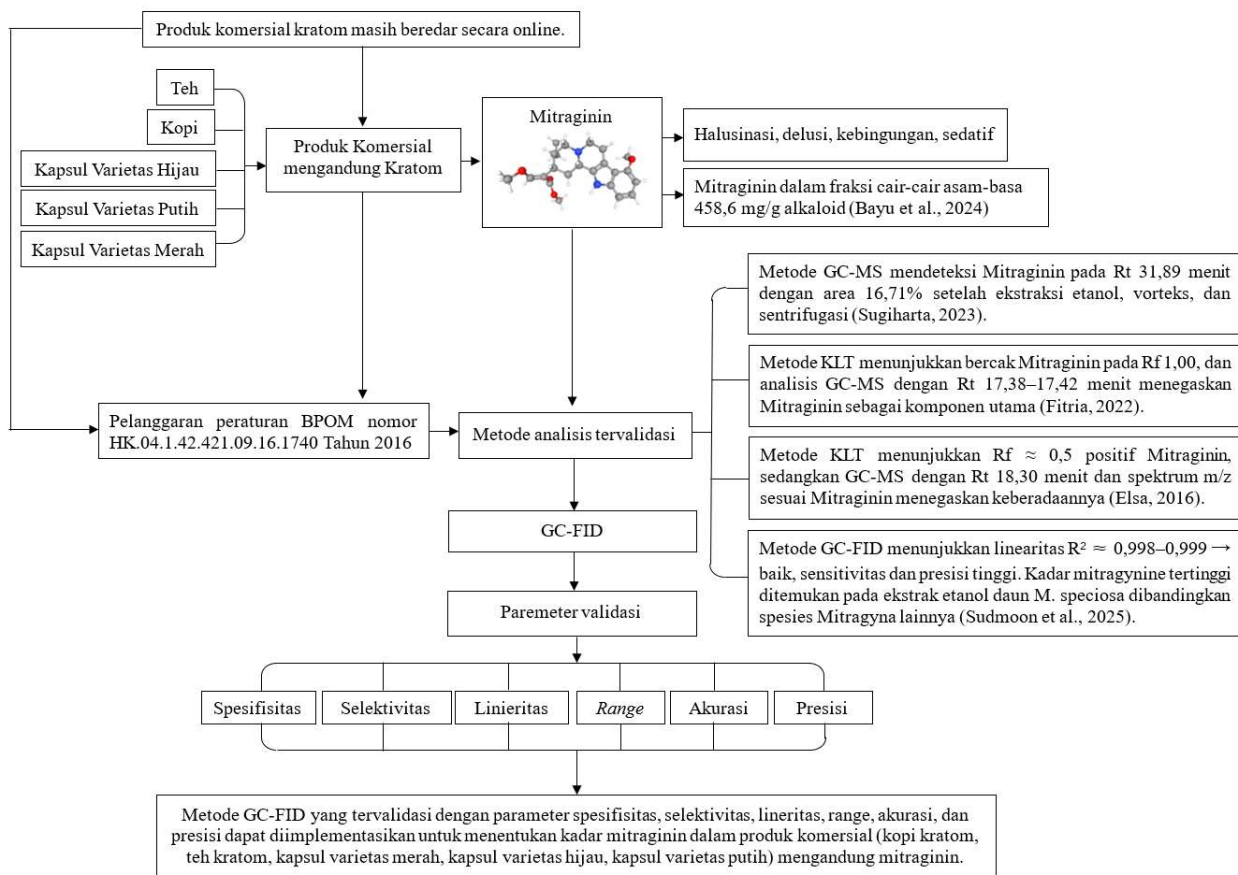 Produk komersial kratom masih beredar secara online.
Teh
Kopi
Kapsul Varietas Hijau
Kapsul Varietas Putih
Kapsul Varietas Merah
Produk Komersial
mengandung Kratom
Mitraginin
Halusinasi, delusi, kebingungan, sedatif
Mitraginin dalam fraksi cair-cair asam-basa
458,6 mg/g alkaloid (Bayu et al., 2024)
Metode GC-MS mendeteksi Mitraginin pada Rt 31,89 menit
dengan area 16,71% setelah ekstraksi etanol, vorteks, dan
sentrifugasi (Sugiharta, 2023).
Metode KLT menunjukkan bercak Mitraginin pada Rf 1,00, dan
analisis GC-MS dengan Rt 17,38–17,42 menit menegaskan
Mitraginin sebagai komponen utama (Fitria, 2022).
Pelanggaran peraturan BPOM nomor
HK.04.1.42.421.09.16.1740 Tahun 2016
Metode analisis tervalidasi
Metode KLT menunjukkan Rf ≈ 0,5 positif Mitraginin,
sedangkan GC-MS dengan Rt 18,30 menit dan spektrum m/z
sesuai Mitraginin menegaskan keberadaannya (Elsa, 2016).
Metode GC-FID menunjukkan linearitas R² ≈ 0,998–0,999 →
baik, sensitivitas dan presisi tinggi. Kadar mitragynine tertinggi
ditemukan pada ekstrak etanol daun M. speciosa dibandingkan
spesies Mitragyna lainnya (Sudmoon et al., 2025).
GC-FID
Paremeter validasi
Spesifisitas
Selektivitas
Linieritas
Range
Akurasi
Presisi
Metode GC-FID yang tervalidasi dengan parameter spesifisitas, selektivitas, lineritas, range, akurasi, dan
presisi dapat diimplementasikan untuk menentukan kadar mitraginin dalam produk komersial (kopi kratom,
teh kratom, kapsul varietas merah, kapsul varietas hijau, kapsul varietas putih) mengandung mitraginin.